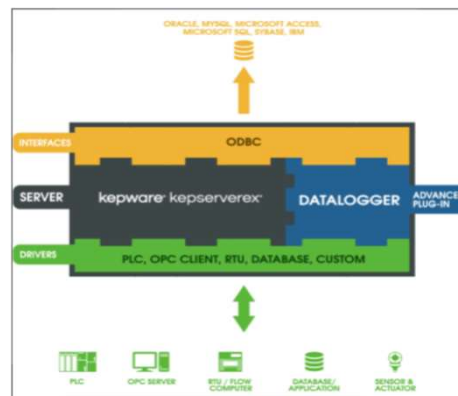 ORACLE, MYSQL, MICROSOFT ACCESS,
MICROSOFT SQL, SYBASE, IBM
INTERFACES
ODBC
SERVER
kepware® kepserverex®
DATALOGGER
ADVANCE
PLUG-IN
DRIVERS
PLC, OPC CLIENT, RTU, DATABASE, CUSTOM
PLC
OPC SERVER
RTU / FLOW
COMPUTER
DATABASE/
APPLICATION
SENSOR &
ACTUATOR